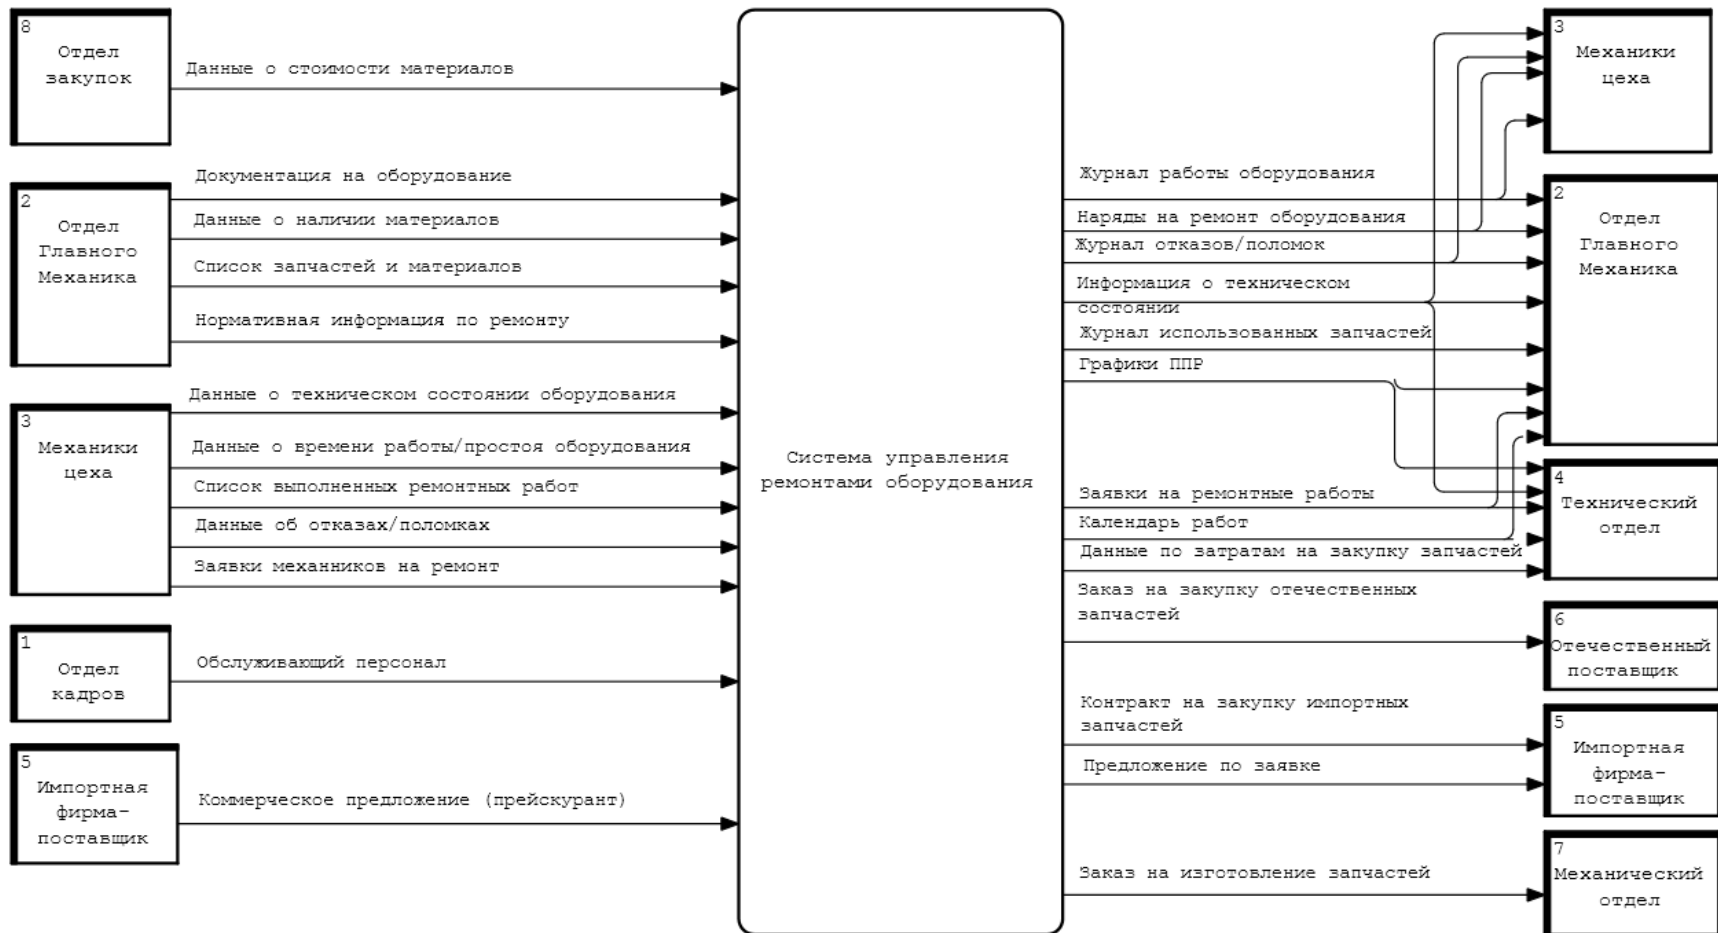 8
Отдел
закупок
Данные о стоимости материалов
2
Отдел
Главного
Механика
Документация на оборудование
Данные о наличии материалов
Список запчастей и материалов
Нормативная информация по ремонту
3
Механики
цеха
Данные о техническом состоянии оборудования
Данные о времени работы/простоя оборудования
Список выполненных ремонтных работ
Данные об отказах/поломках
Заявки механников на ремонт
1
Отдел
кадров
Обслуживающий персонал
5
Импортная
фирма-
поставщик
Коммерческое предложение (прейскурант)
Система управления
ремонтами оборудования
Журнал работы оборудования
Наряды на ремонт оборудования
Журнал отказов/поломок
Информация о техническом
состоянии
Журнал использованных запчастей
Графики ППР
Заявки на ремонтные работы
Календарь работ
Данные по затратам на закупку запчастей
Заказ на закупку отечественных
запчастей
Контракт на закупку импортных
запчастей
Предложение по заявке
Заказ на изготовление запчастей
3
Механики
цеха
2
Отдел
Главного
Механика
4
Технический
отдел
6
Отечественный
поставщик
5
Импортная
фирма-
поставщик
7
Механический
отдел